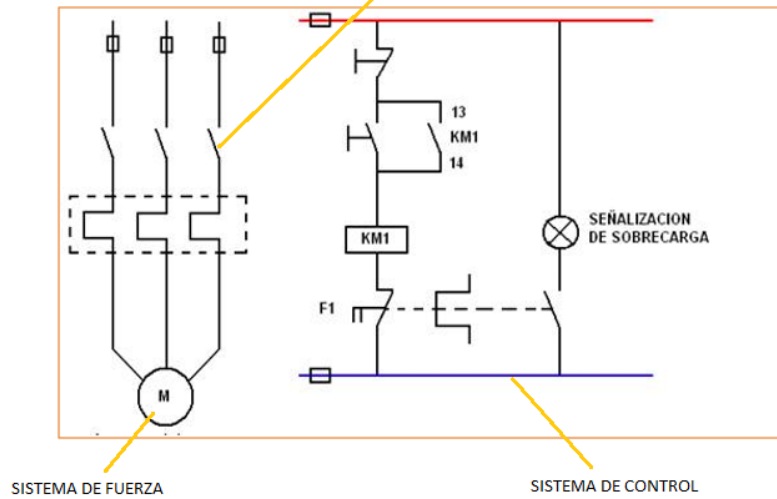 13
KM1
14
KM1
SEÑALIZACION
DE SOBRECARGA
F1
M
SISTEMA DE FUERZA
SISTEMA DE CONTROL